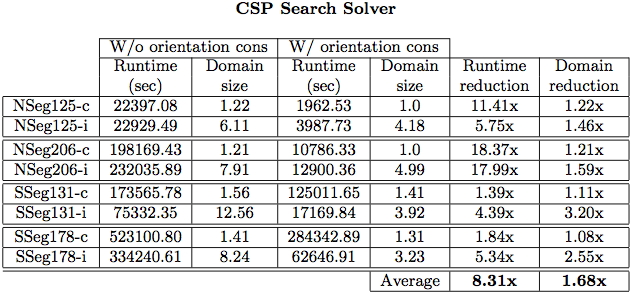 CSP Search Solver
W/o orientation cons W/ orientation cons
Runtime Domain Runtime Domain Runtime Domain
(sec) size (sec) size reduction reduction
NSeg125-c 22397.08 1.22 1962.53 1.0 11.41x 1.22x
NSeg125-i 22929.49 6.11 3987.73 4.18 5.75x 1.46x
NSeg206-c 198169.43 1.21 10786.33 1.0 18.37x 1.21x
NSeg206-i 232035.89 7.91 12900.36 4.99 17.99x 1.59x
SSeg131-c 173565.78 1.56 125011.65 1.41 1.39x 1.11x
SSeg131-i 75332.35 12.56 17169.84 3.92 4.39x 3.20x
SSeg178-c 523100.80 1.41 284342.89 1.31 1.84x 1.08x
SSeg178-i 334240.61 8.24 62646.91 3.23 5.34x 2.55x
Average 8.31x 1.68x